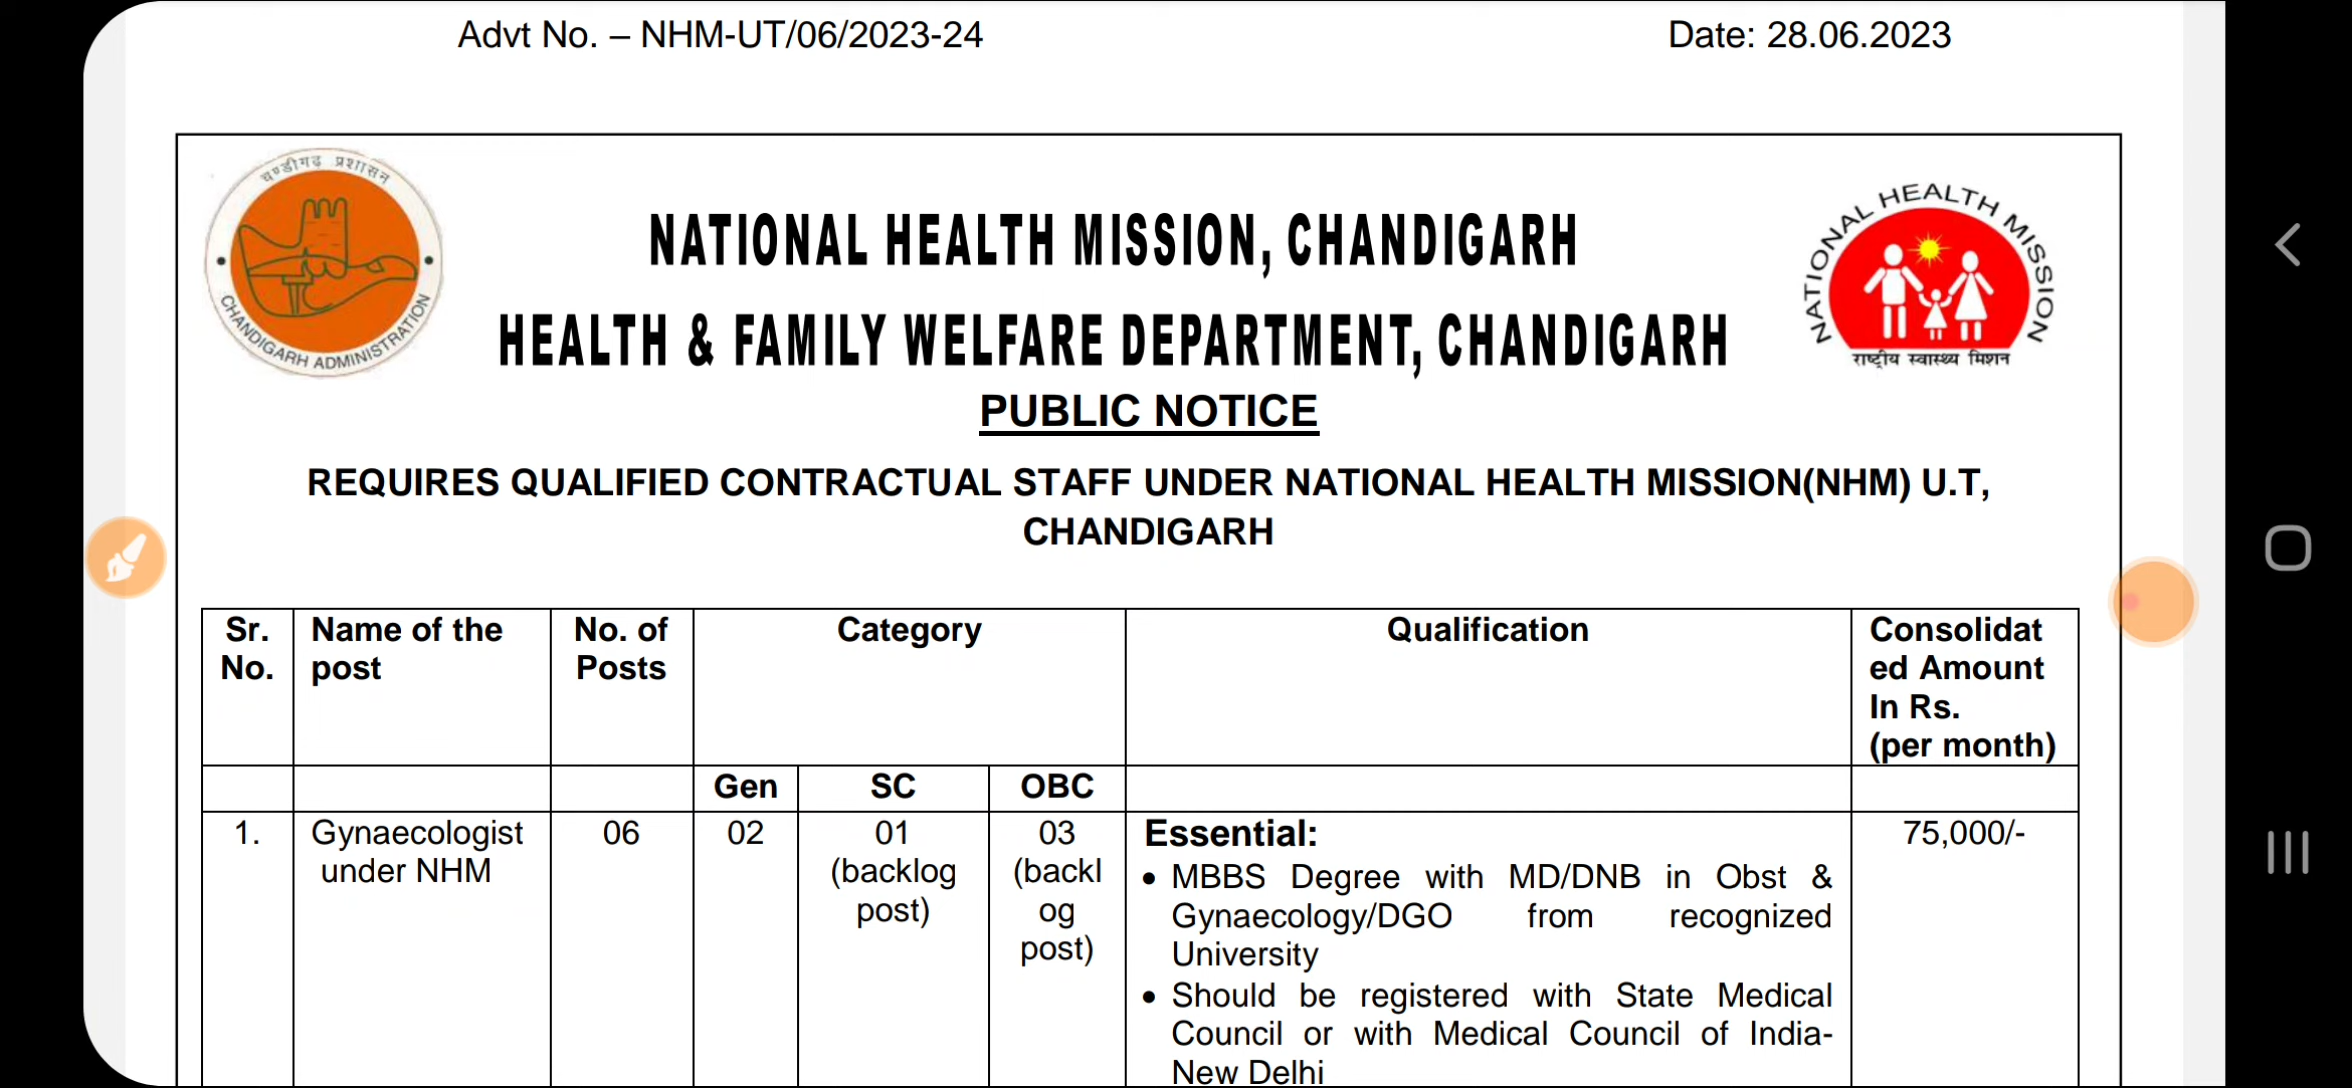 Advt No. – NHM-UT/06/2023-24 Date: 28.06.2023
चण्डीगढ़ प्रशासन
CHANDIGARH ADMINISTRATION
NATIONAL HEALTH MISSION
राष्ट्रीय स्वास्थ्य मिशन
NATIONAL HEALTH MISSION, CHANDIGARH
HEALTH & FAMILY WELFARE DEPARTMENT, CHANDIGARH
PUBLIC NOTICE
REQUIRES QUALIFIED CONTRACTUAL STAFF UNDER NATIONAL HEALTH MISSION(NHM) U.T,
CHANDIGARH
Sr.
No.
Name of the
post
No. of
Posts
Category
Qualification
Consolidat
ed Amount
In Rs.
(per month)
Gen SC OBC
1.
Gynaecologist
under NHM
06
02
01
(backlog
post)
03
(backl
og
post)
Essential:
• MBBS Degree with MD/DNB in Obst &
Gynaecology/DGO from recognized
University
• Should be registered with State Medical
Council or with Medical Council of India-
New Delhi
75,000/-